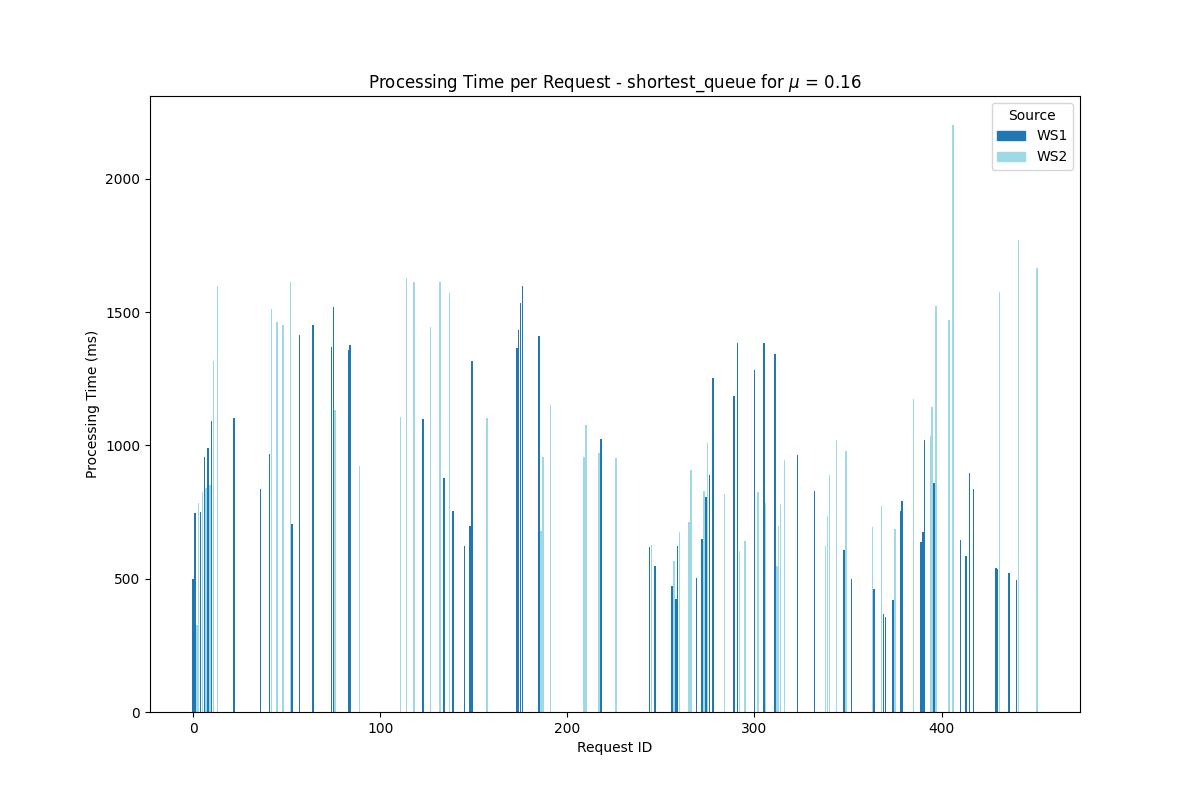 Processing Time per Request - shortest_queue for μ = 0.16
Source
WS1
WS2
Processing Time (ms)
2000
1500
1000
500
0
0 100 200 300 400
Request ID